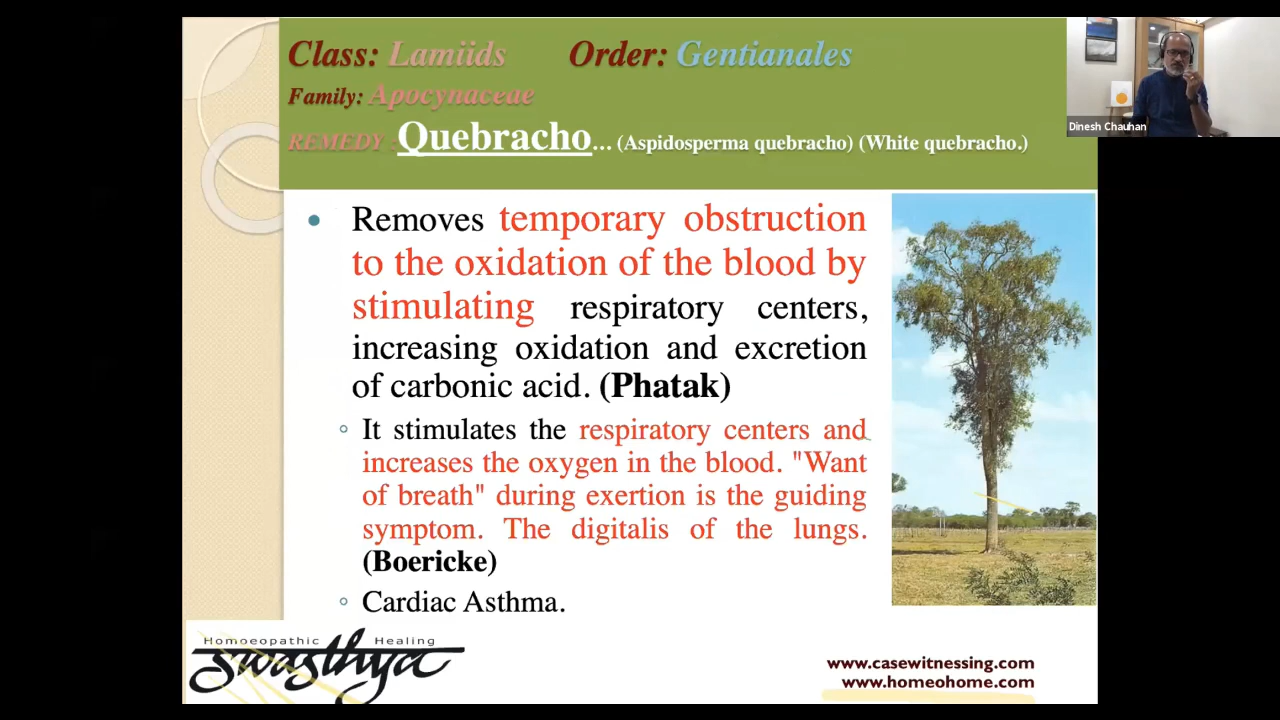 Class: Lamiids Order: Gentianales
Family: Apocynaceae
REMEDY : Quebracho... (Aspidosperma quebracho) (White quebracho.)
Dinesh Chauhan
• Removes temporary obstruction
to the oxidation of the blood by
stimulating respiratory centers,
increasing oxidation and excretion
of carbonic acid. (Phatak)
It stimulates the respiratory centers and
increases the oxygen in the blood. "Want
of breath" during exertion is the guiding
symptom. The digitalis of the lungs.
(Boericke)
Cardiac Asthma.
Homoeopathic Healing
swasthya
www.casewitnessing.com
www.homeohome.com